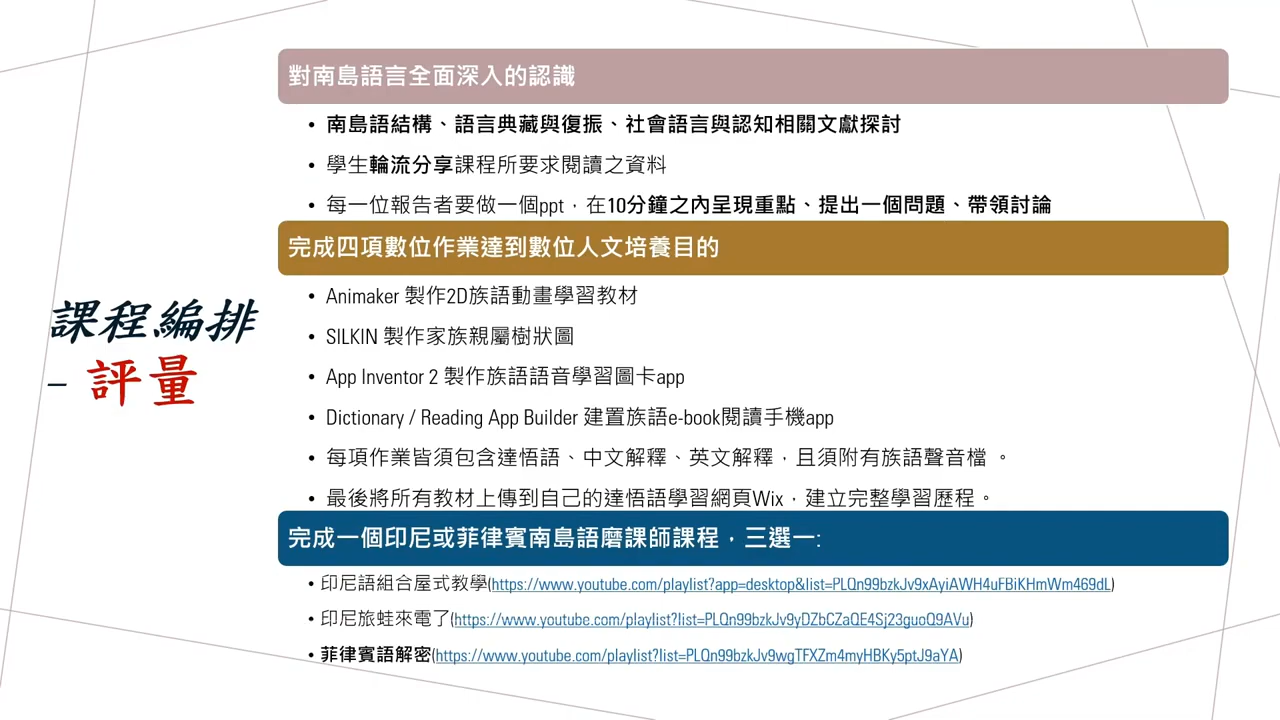 課程編排
– 評量
對南島語言全面深入的認識
• 南島語結構、語言典藏與復振、社會語言與認知相關文獻探討
• 學生輪流分享課程所要求閱讀之資料
• 每一位報告者要做一個ppt，在10分鐘之內呈現重點、提出一個問題、帶領討論
完成四項數位作業達到數位人文培養目的
• Animaker 製作2D族語動畫學習教材
• SILKIN 製作家族親屬樹狀圖
• App Inventor 2 製作族語語音學習圖卡app
• Dictionary / Reading App Builder 建置族語e-book閱讀手機app
• 每項作業皆須包含達悟語、中文解釋、英文解釋，且須附有族語聲音檔 。
• 最後將所有教材上傳到自己的達悟語學習網頁Wix，建立完整學習歷程。
完成一個印尼或菲律賓南島語磨課師課程，三選一:
• 印尼語組合屋式教學(https://www.youtube.com/playlist?app=desktop&list=PLQn99bzkJv9xAyiAWH4uFBiKHmWm469dL)
• 印尼旅蛙來電了(https://www.youtube.com/playlist?list=PLQn99bzkJv9yDZbCZaQE4Sj23guoQ9AVu)
• 菲律賓語解密(https://www.youtube.com/playlist?list=PLQn99bzkJv9wgTFXZm4myHBKy5ptJ9aYA)